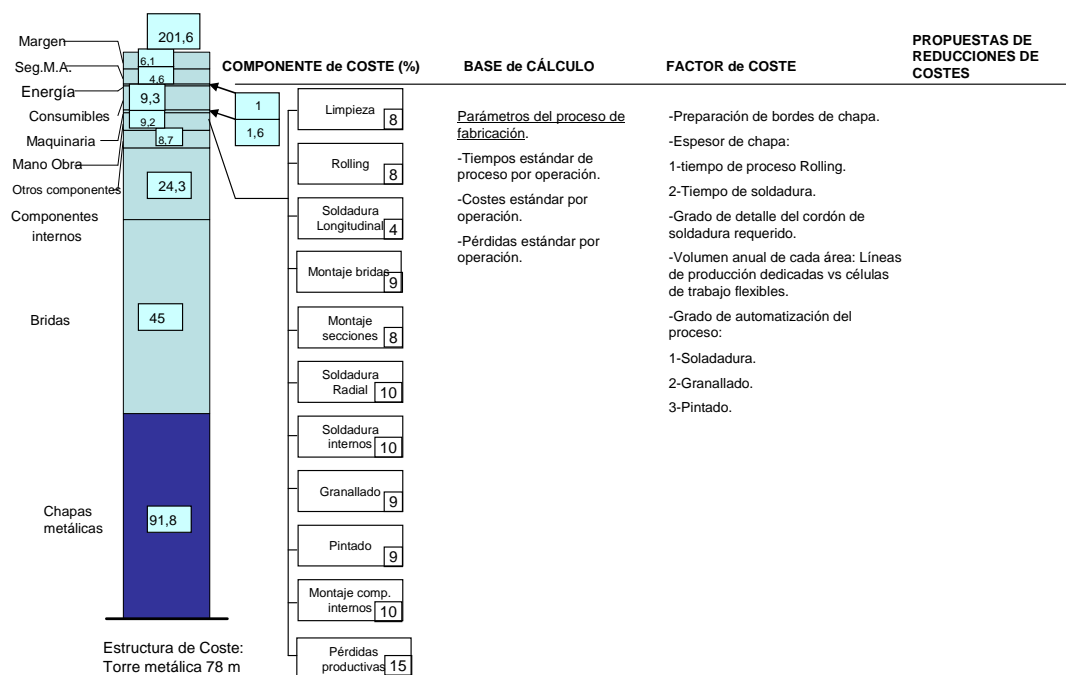 201,6
Margen
6,1
Seg.M.A.
4,6
Energía
9,3
Consumibles
9,2
Maquinaria
8,7
Mano Obra
Otros componentes
24,3
Componentes
internos
Bridas
45
Chapas
metálicas
91,8
1
1,6
Estructura de Coste:
Torre metálica 78 m
COMPONENTE de COSTE (%)
Limpieza
8
Rolling
8
Soldadura
Longitudinal
4
Montaje bridas
9
Montaje
secciones
8
Soldadura
Radial
10
Soldadura
internos
10
Granallado
9
Pintado
9
Montaje comp.
internos
10
Pérdidas
productivas
15
BASE de CÁLCULO
Parámetros del proceso de
fabricación.
-Tiempos estándar de
proceso por operación.
-Costes estándar por
operación.
-Pérdidas estándar por
operación.
FACTOR de COSTE
-Preparación de bordes de chapa.
-Espesor de chapa:
1-tiempo de proceso Rolling.
2-Tiempo de soldadura.
-Grado de detalle del cordón de
soldadura requerido.
-Volumen anual de cada área: Líneas
de producción dedicadas vs células
de trabajo flexibles.
-Grado de automatización del
proceso:
1-Soladadura.
2-Granallado.
3-Pintado.
PROPUESTAS DE
REDUCCIONES DE
COSTES